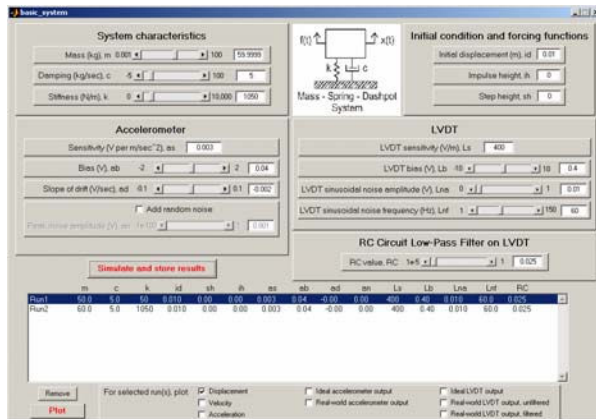 basic_system
System characteristics
Mass (kg), m 0.001 100 59.9999
Damping (kg/sec), c -5 100 5
Stiffness (N/m), k 0 10,000 1050
f(t) x(t)
k c
Mass - Spring - Dashpot
System
Initial condition and forcing functions
Initial displacement (m), id 0.01
Impulse height, ih 0
Step height, sh 0
Accelerometer
Sensitivity (V per m/sec^2), as 0.003
Bias (V), ab -2 2 0.04
Slope of drift (V/sec), ad -0.1 0.1 -0.002
Add random noise
Peak noise amplitude (V), an 1 0.001
LVDT
LVDT sensitivity (V/m), Ls 400
LVDT bias (V), Lb -10 10 0.4
LVDT sinusoidal noise amplitude (V), Lna 0 1 0.01
LVDT sinusoidal noise frequency (Hz), Lnf 1 150 60
RC Circuit Low-Pass Filter on LVDT
RC value, RC 1e-5 1 0.025
Simulate and store results
m c k id sh ih as ab ad an Ls Lb Lna Lnf RC
Run1 50.0 5.0 50 0.010 0.00 0.00 0.003 0.04 -0.00 0.00 400 0.40 0.010 60.0 0.025
Run2 60.0 5.0 1050 0.010 0.00 0.00 0.003 0.04 -0.00 0.00 400 0.40 0.010 60.0 0.025
Remove
Plot
For selected run(s), plot
Displacement
Velocity
Acceleration
Ideal accelerometer output
Real-world accelerometer output
Ideal LVDT output
Real-world LVDT output, unfiltered
Real-world LVDT output, filtered